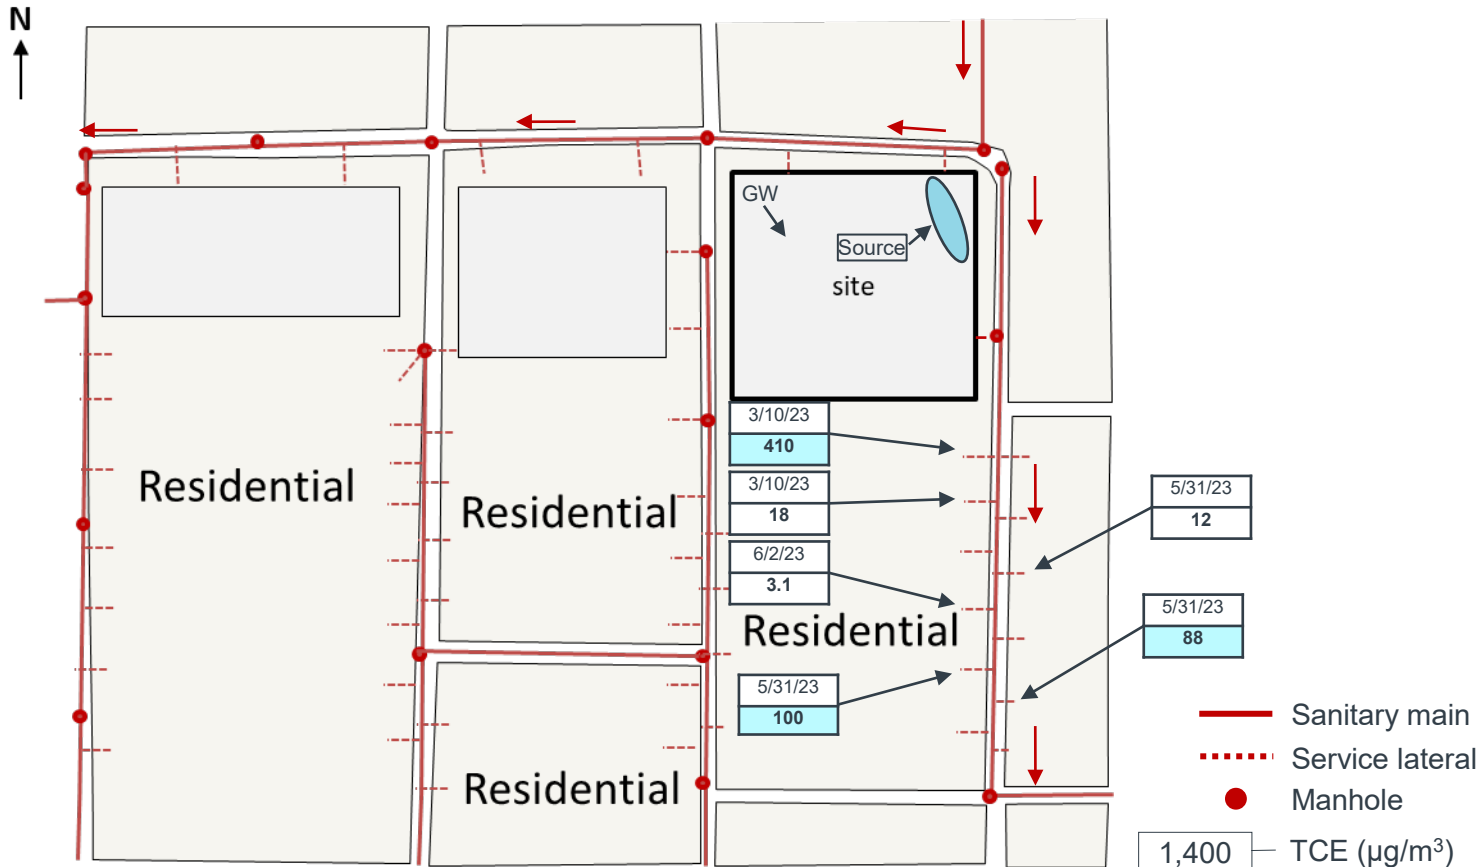 N
GW
Source
site
3/10/23
410
3/10/23
18
6/2/23
3.1
5/31/23
100
5/31/23
12
5/31/23
88
Residential
Residential
Residential
Residential
Sanitary main
Service lateral
Manhole
1,400 TCE (µg/m³)